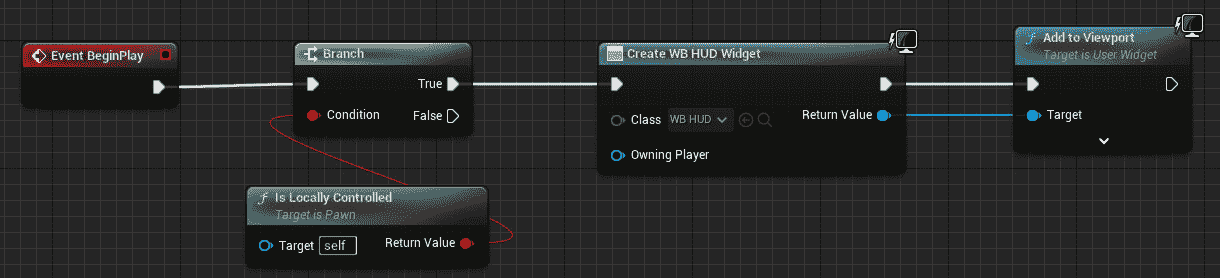 Event BeginPlay
Branch
True
Condition
False
Is Locally Controlled
Target is Pawn
Target self
Return Value
Create WB HUD Widget
Class WB HUD
Return Value
Owning Player
Add to Viewport
Target is User Widget
Target